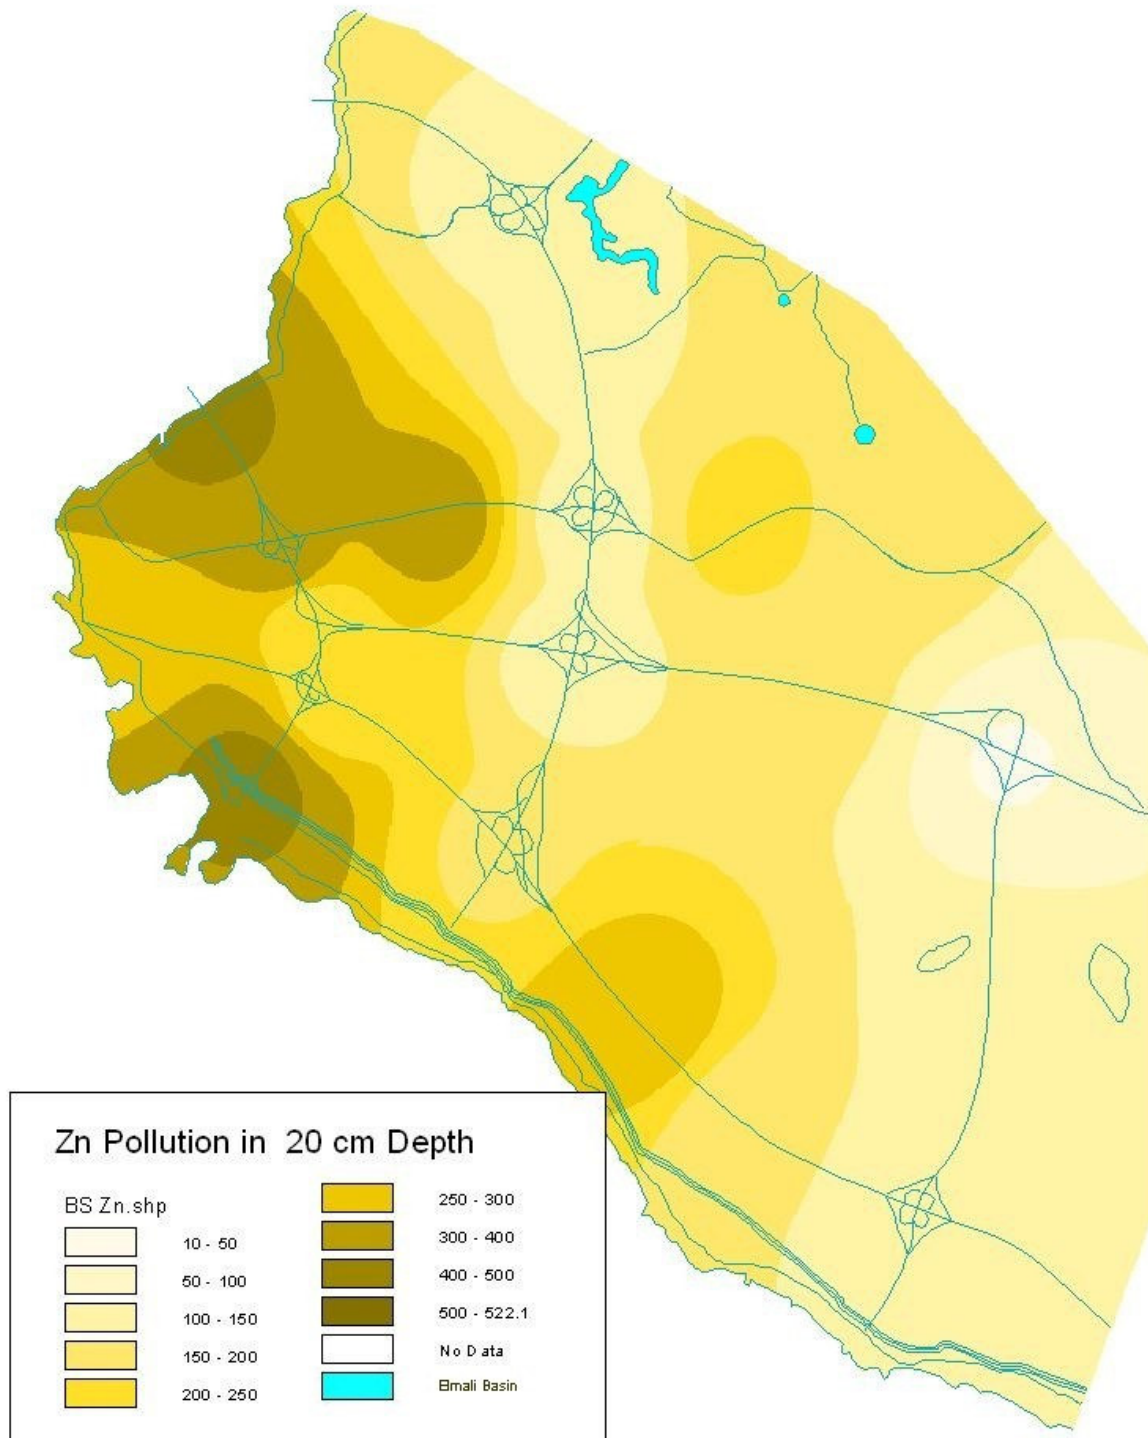 Zn Pollution in 20 cm Depth
BS Zn.shp
10 - 50
50 - 100
100 - 150
150 - 200
200 - 250
250 - 300
300 - 400
400 - 500
500 - 522.1
No Data
Elmali Basin